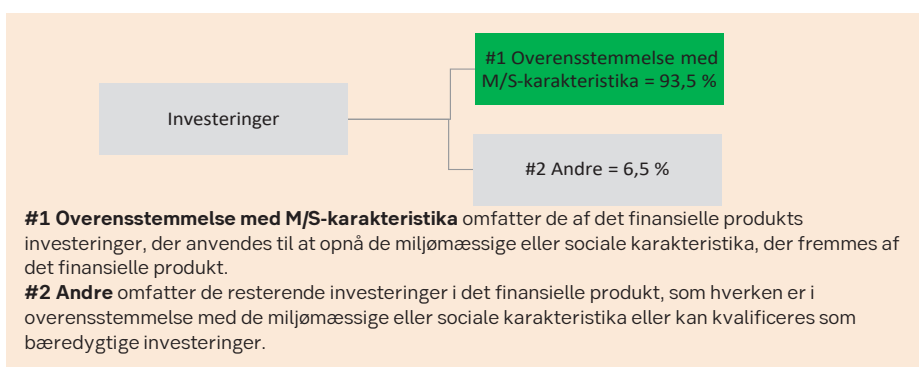 #1 Overensstemmelse med
M/S-karakteristika = 93,5 %
Investeringer
#2 Andre = 6,5 %
#1 Overensstemmelse med M/S-karakteristika omfatter de af det finansielle produkts
investeringer, der anvendes til at opnå de miljømæssige eller sociale karakteristika, der fremmes af
det finansielle produkt.
#2 Andre omfatter de resterende investeringer i det finansielle produkt, som hverken er i
overensstemmelse med de miljømæssige eller sociale karakteristika eller kan kvalificeres som
bæredygtige investeringer.